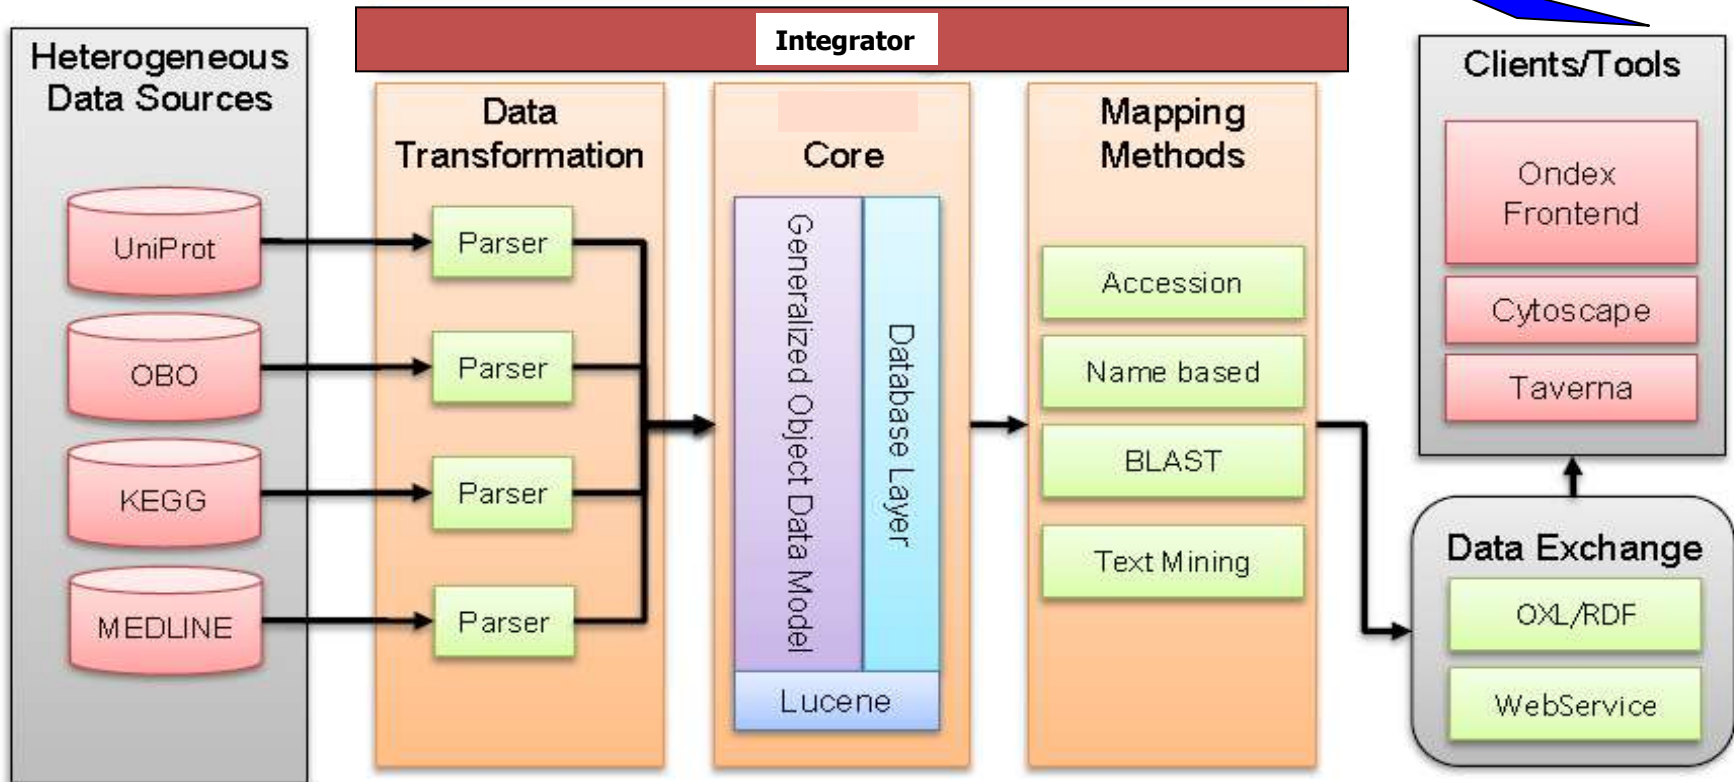 Integrator
Heterogeneous
Data Sources
UniProt
OBO
KEGG
MEDLINE
Data
Transformation
Parser
Parser
Parser
Parser
Core
Generalized Object Data Model
Database Layer
Lucene
Mapping
Methods
Accession
Name based
BLAST
Text Mining
Clients/Tools
Ondex
Frontend
Cytoscape
Taverna
Data Exchange
OXL/RDF
WebService